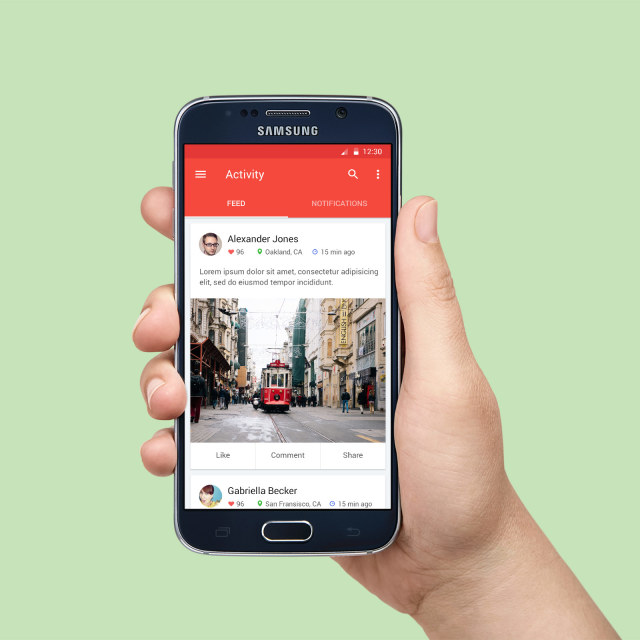 SAMSUNG
12:30
Activity
FEED
NOTIFICATIONS
Alexander Jones
96 Oakland, CA 15 min ago
Lorem ipsum dolor sit amet, consectetur adipisicing
elit, sed do eiusmod tempor incididunt.
Like
Comment
Share
Gabriella Becker
96 San Fransisco, CA 15 min ago